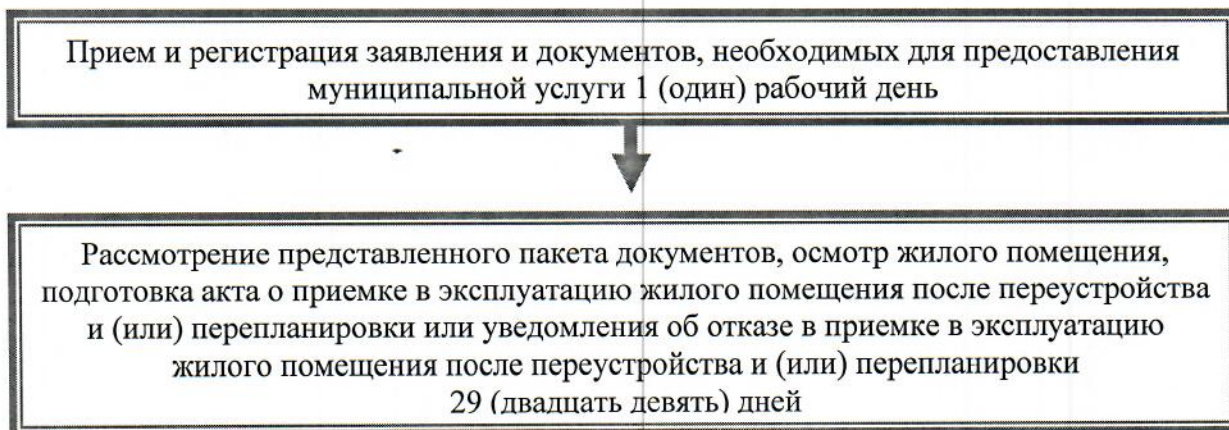 Прием и регистрация заявления и документов, необходимых для предоставления
муниципальной услуги 1 (один) рабочий день
Рассмотрение представленного пакета документов, осмотр жилого помещения,
подготовка акта о приемке в эксплуатацию жилого помещения после переустройства
и (или) перепланировки или уведомления об отказе в приемке в эксплуатацию
жилого помещения после переустройства и (или) перепланировки
29 (двадцать девять) дней